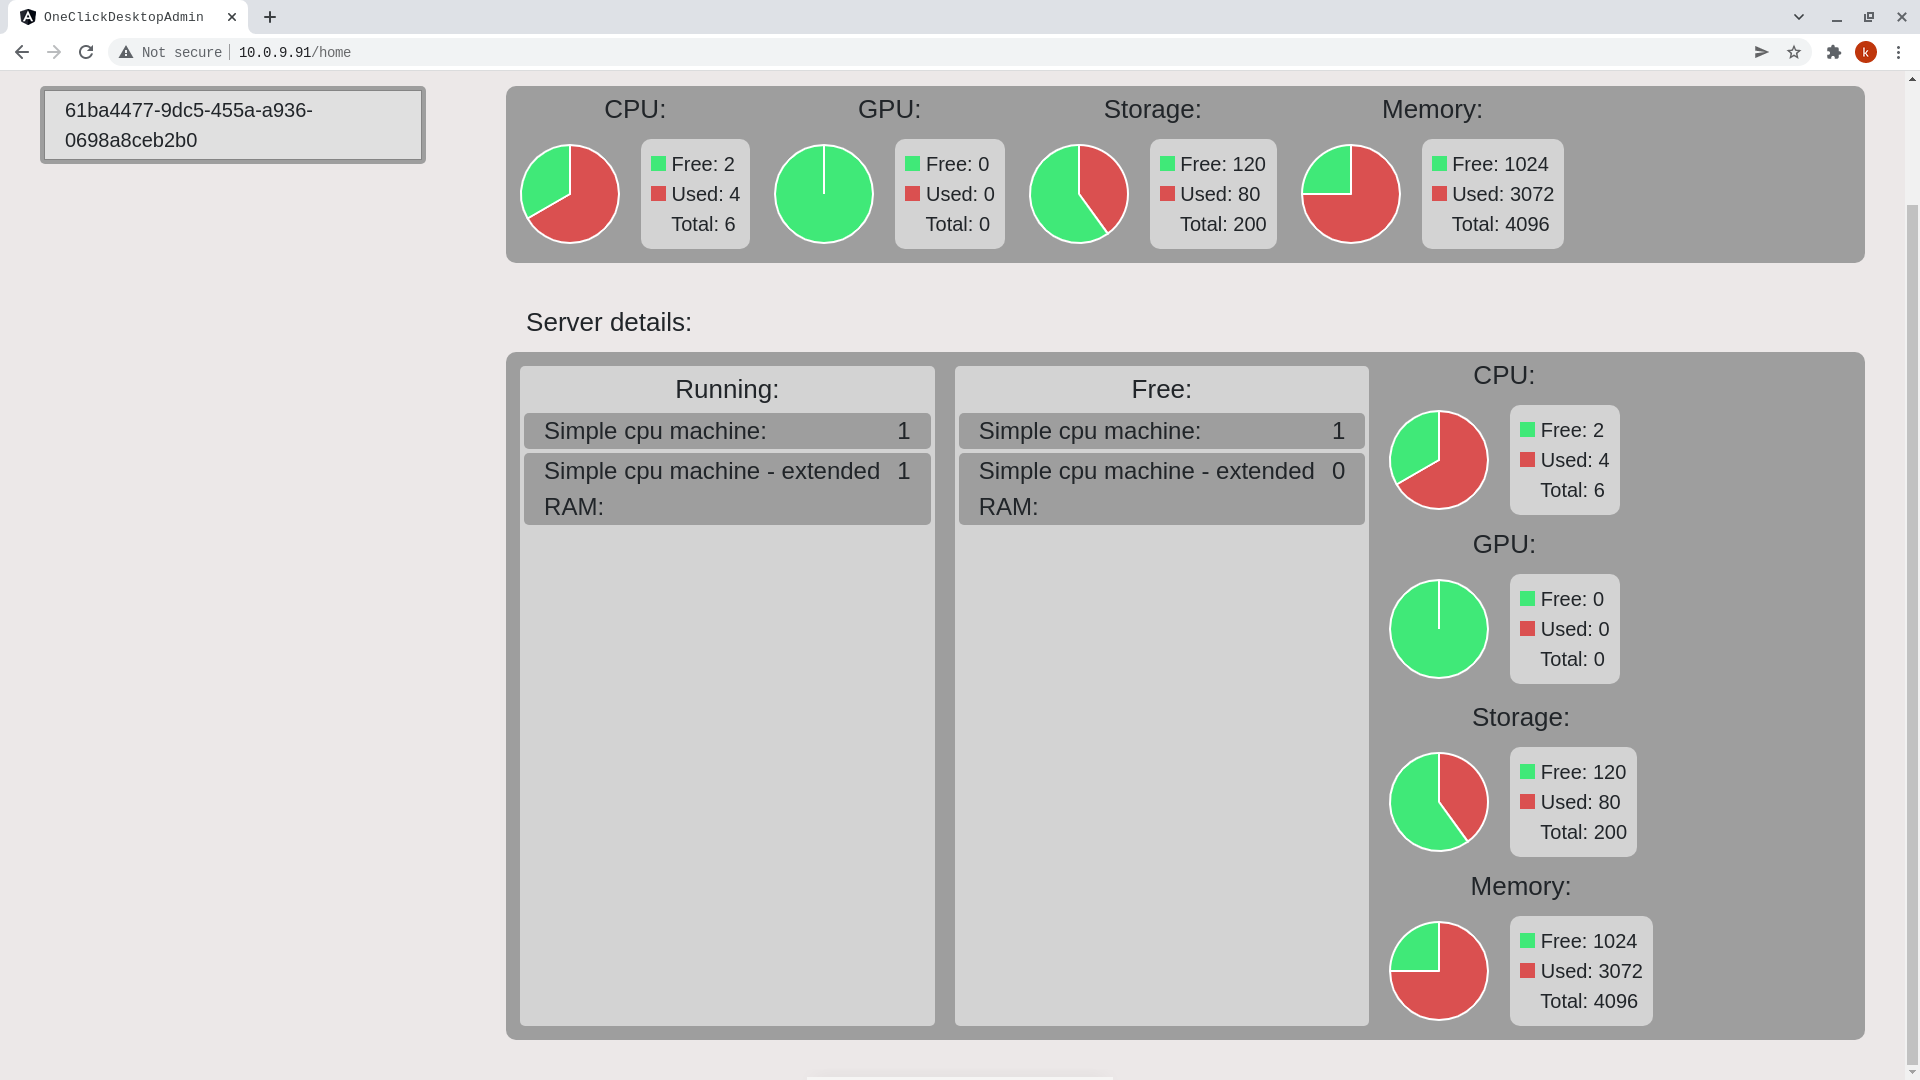 OneClickDesktopAdmin
Not secure 10.0.9.91/home
k
61ba4477-9dc5-455a-a936-
0698a8ceb2b0
CPU:
Free: 2
Used: 4
Total: 6
GPU:
Free: 0
Used: 0
Total: 0
Storage:
Free: 120
Used: 80
Total: 200
Memory:
Free: 1024
Used: 3072
Total: 4096
Server details:
Running:
Simple cpu machine: 1
Simple cpu machine - extended 1
RAM:
Free:
Simple cpu machine: 1
Simple cpu machine - extended 0
RAM:
CPU:
Free: 2
Used: 4
Total: 6
GPU:
Free: 0
Used: 0
Total: 0
Storage:
Free: 120
Used: 80
Total: 200
Memory:
Free: 1024
Used: 3072
Total: 4096